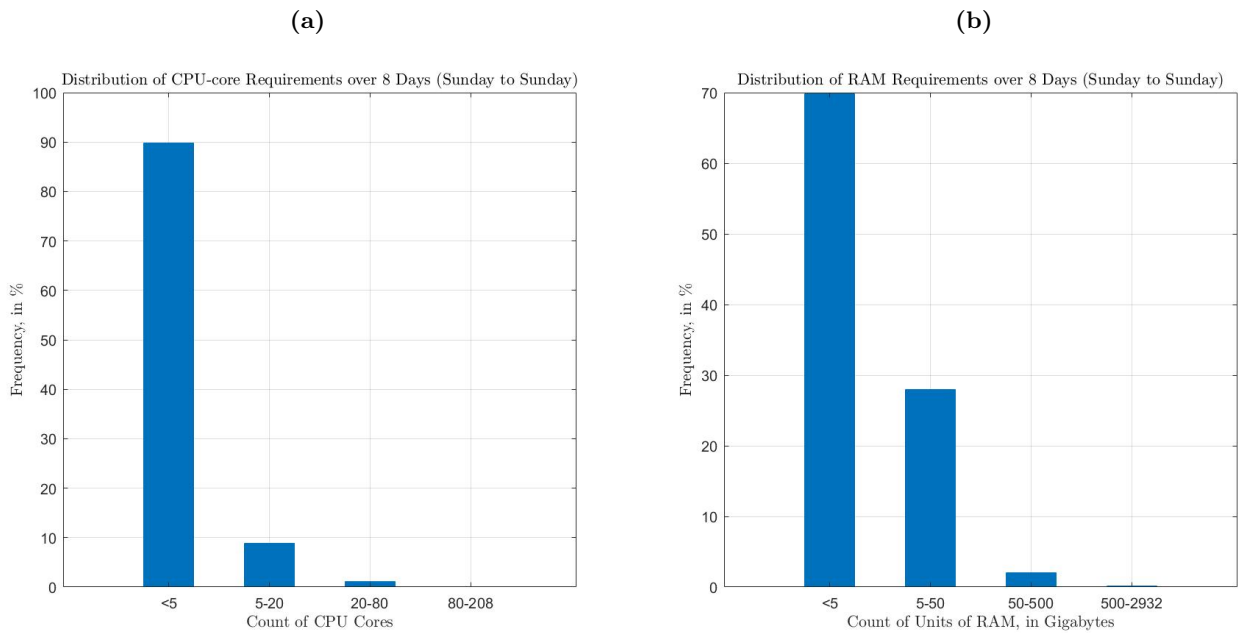 (a)
Distribution of CPU-core Requirements over 8 Days (Sunday to Sunday)
100
90
80
70
60
50
40
30
20
10
0
Frequency, in %
<5 5-20 20-80 80-208
Count of CPU Cores
(b)
Distribution of RAM Requirements over 8 Days (Sunday to Sunday)
70
60
50
40
30
20
10
0
Frequency, in %
<5 5-50 50-500 500-2932
Count of Units of RAM, in Gigabytes